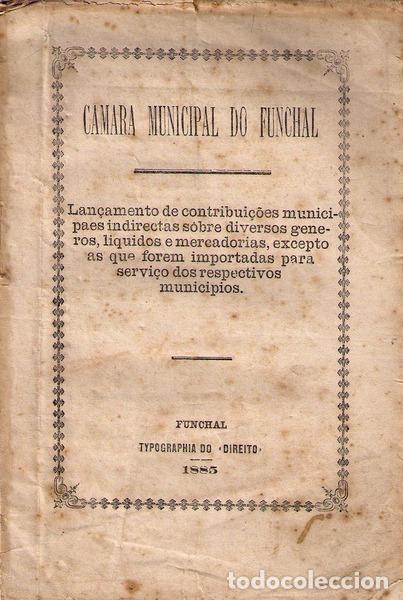 CAMARA MUNICIPAL DO FUNCHAL
Lançamento de contribuições munici-
paes indirectas sôbre diversos gene-
ros, liquidos e mercadorias, excepto
as que forem importadas para
serviço dos respectivos
municipios.
FUNCHAL
TYPOGRAPHIA DO «DIREITO»
1885
todocoleccion.net